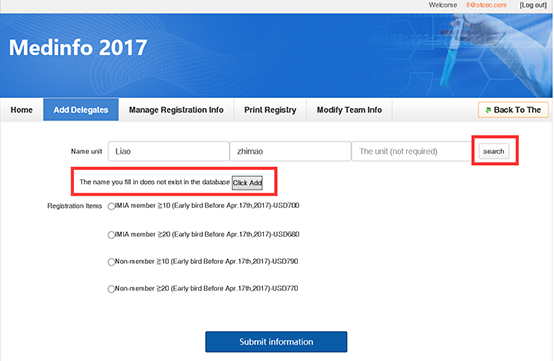 Welcome ll@atcec.com [Log out]
Medinfo 2017
Home Add Delegates Manage Registration Info Print Registry Modify Team Info Back To The
Name unit Liao zhimao The unit (not required) search
The name you fill in does not exist in the database Click Add
Registration Items IMIA member ≧10 (Early bird Before Apr.17th,2017)-USD700
IMIA member ≧20 (Early bird Before Apr.17th,2017)-USD680
Non-member ≧10 (Early bird Before Apr.17th,2017)-USD790
Non-member ≧20 (Early bird Before Apr.17th,2017)-USD770
Submit information